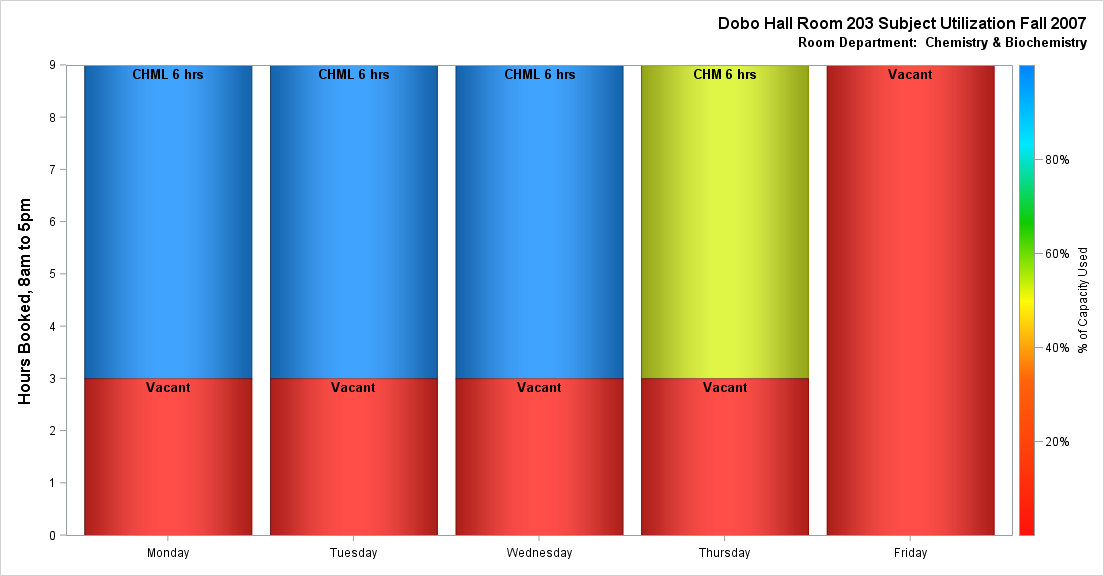 Dobo Hall Room 203 Subject Utilization Fall 2007
Room Department:  Chemistry & Biochemistry
Hours Booked, 8am to 5pm
9
8
7
6
5
4
3
2
1
0
CHML 6 hrs
CHML 6 hrs
CHML 6 hrs
CHM 6 hrs
Vacant
Vacant
Vacant
Vacant
Vacant
Monday
Tuesday
Wednesday
Thursday
Friday
80%
60%
40%
20%
% of Capacity Used